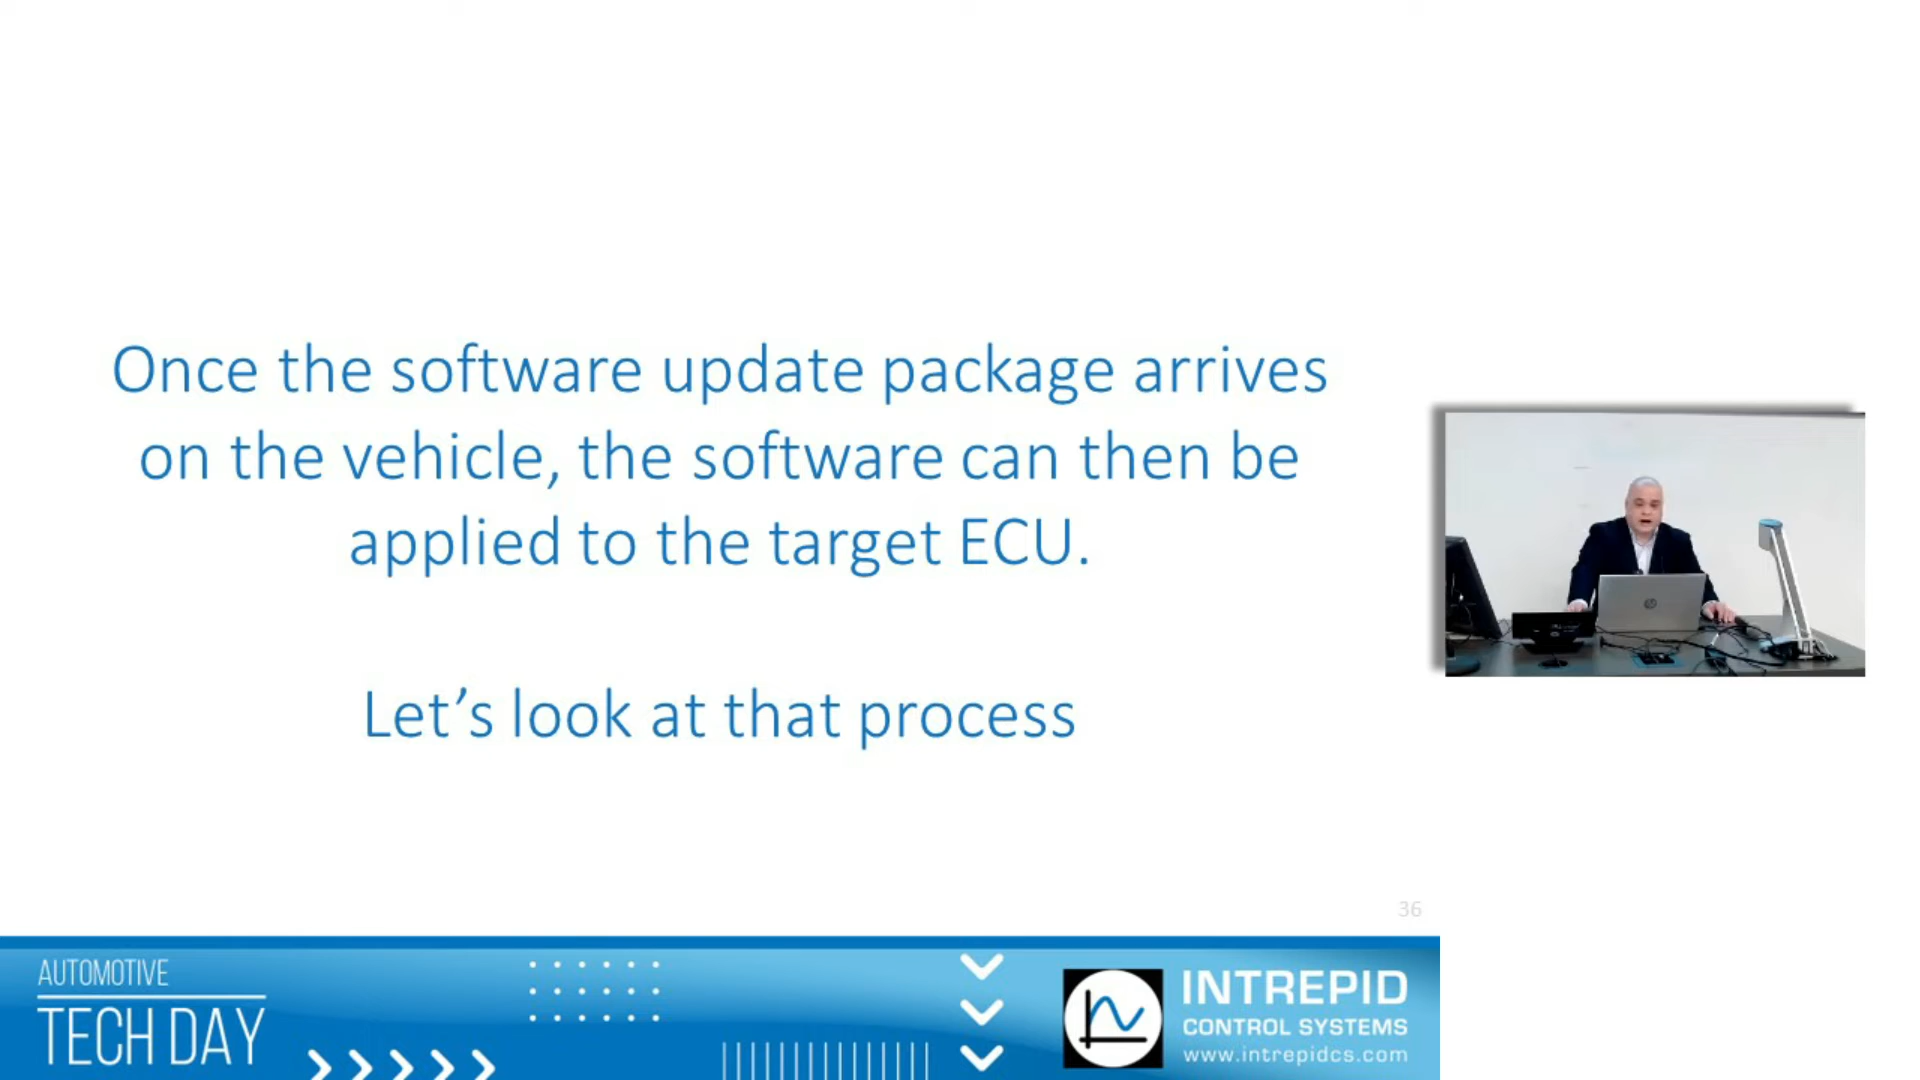 Once the software update package arrives
on the vehicle, the software can then be
applied to the target ECU.
Let’s look at that process
36
AUTOMOTIVE
TECH DAY
INTREPID
CONTROL SYSTEMS
www.intrepidcs.com